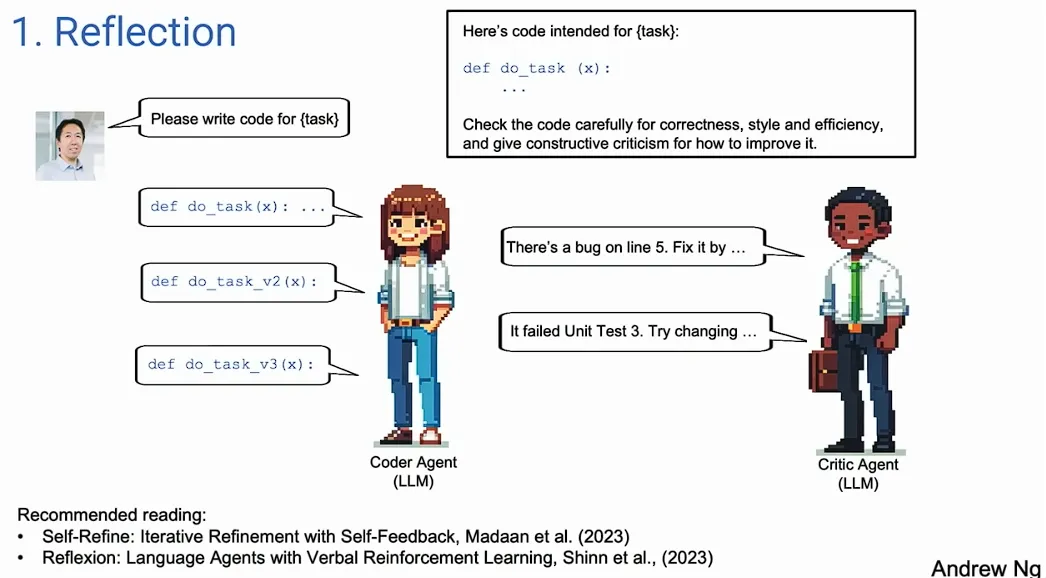 1. Reflection
Here's code intended for {task}:
def do_task (x):
...
Check the code carefully for correctness, style and efficiency,
and give constructive criticism for how to improve it.
Please write code for {task}
def do_task(x): ...
There's a bug on line 5. Fix it by ...
def do_task_v2(x):
It failed Unit Test 3. Try changing ...
def do_task_v3(x):
Coder Agent
(LLM)
Critic Agent
(LLM)
Recommended reading:
• Self-Refine: Iterative Refinement with Self-Feedback, Madaan et al. (2023)
• Reflexion: Language Agents with Verbal Reinforcement Learning, Shinn et al., (2023)
Andrew Ng